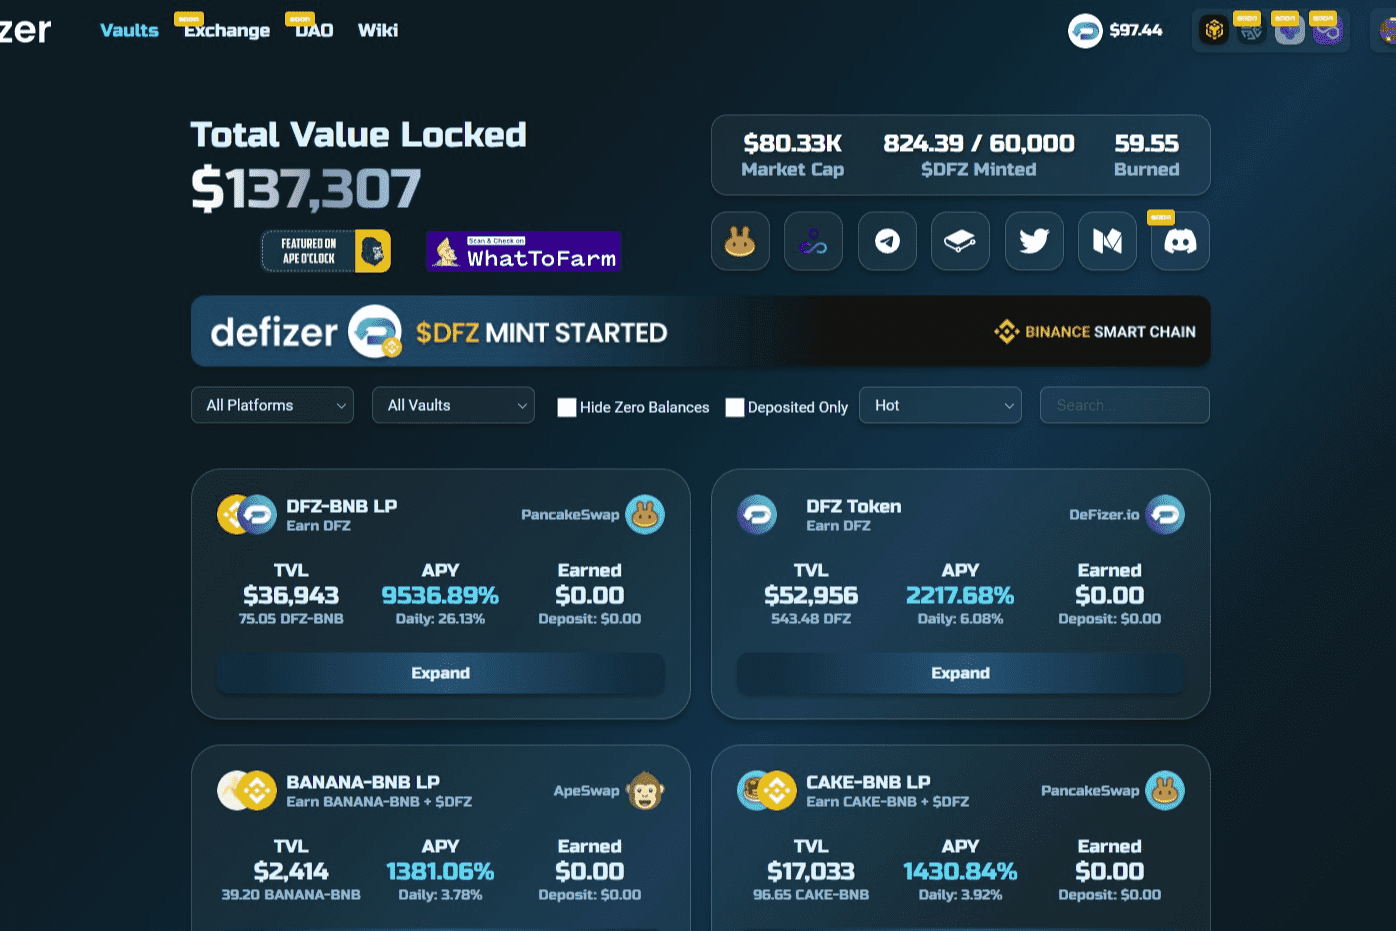 zer
Vaults
soon
Exchange
soon
DAO
Wiki
$97.44
soon
soon
soon
Total Value Locked
$137,307
FEATURED ON
APE O'CLOCK
Scan & Check on
WhatToFarm
$80.33K
Market Cap
824.39 / 60,000
$DFZ Minted
59.55
Burned
soon
defizer $DFZ MINT STARTED
BINANCE SMART CHAIN
All Platforms
All Vaults
Hide Zero Balances
Deposited Only
Hot
Search...
DFZ-BNB LP
Earn DFZ
PancakeSwap
TVL
$36,943
75.05 DFZ-BNB
APY
9536.89%
Daily: 26.13%
Earned
$0.00
Deposit: $0.00
Expand
DFZ Token
Earn DFZ
DeFizer.io
TVL
$52,956
543.48 DFZ
APY
2217.68%
Daily: 6.08%
Earned
$0.00
Deposit: $0.00
Expand
BANANA-BNB LP
Earn BANANA-BNB + $DFZ
ApeSwap
TVL
$2,414
39.20 BANANA-BNB
APY
1381.06%
Daily: 3.78%
Earned
$0.00
Deposit: $0.00
CAKE-BNB LP
Earn CAKE-BNB + $DFZ
PancakeSwap
TVL
$17,033
96.65 CAKE-BNB
APY
1430.84%
Daily: 3.92%
Earned
$0.00
Deposit: $0.00